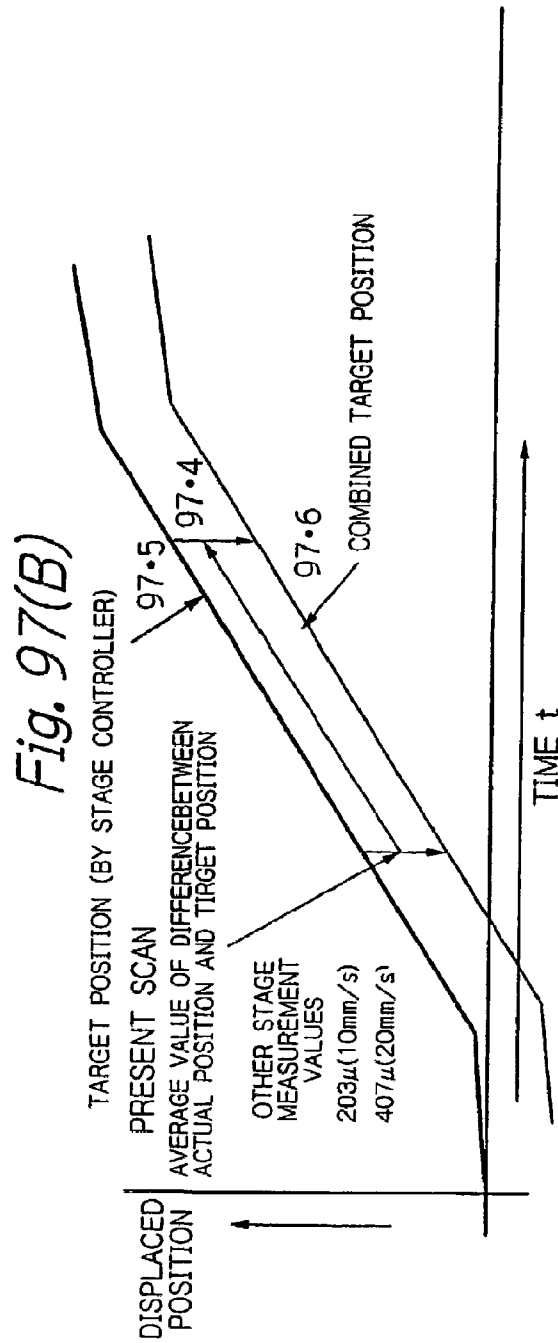 Fig. 97(B)
TARGET POSITION (BY STAGE CONTROLLER)
PRESENT SCAN
AVERAGE VALUE OF DIFFERENCEBETWEEN
ACTUAL POSITION AND TIRGET POSITION
97·5
97·4
97·6
COMBINED TARGET POSITION
OTHER STAGE
MEASUREMENT
VALUES
203μ(10mm/s)
407μ(20mm/s)
DISPLACED
POSITION
TIME t